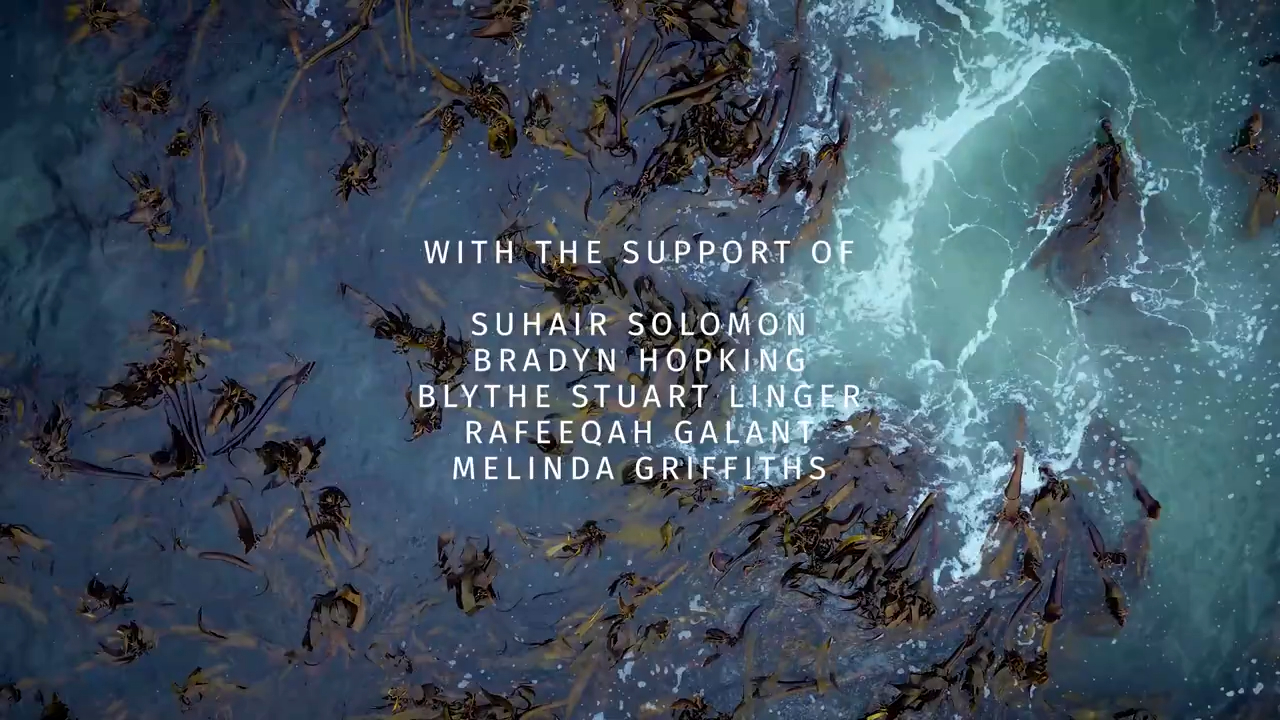 WITH THE SUPPORT OF
SUHAIR SOLOMON
BRADYN HOPKING
BLYTHE STUART LINGER
RAFEEQAH GALANT
MELINDA GRIFFITHS